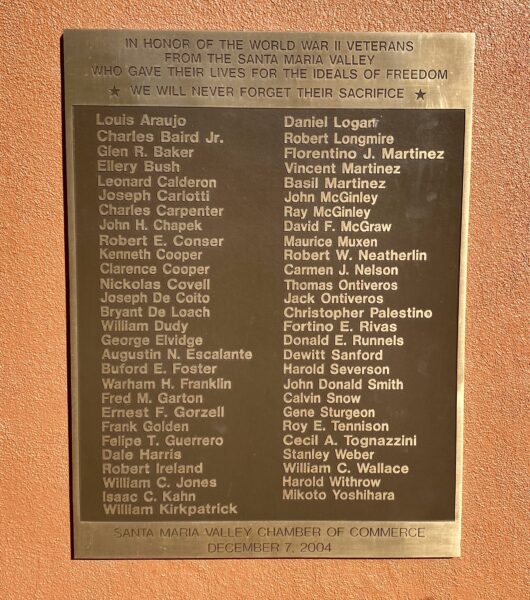 IN HONOR OF THE WORLD WAR II VETERANS
FROM THE SANTA MARIA VALLEY
WHO GAVE THEIR LIVES FOR THE IDEALS OF FREEDOM
★ WE WILL NEVER FORGET THEIR SACRIFICE ★
Louis Araujo
Charles Baird Jr.
Glen R. Baker
Ellery Bush
Leonard Calderon
Joseph Carlotti
Charles Carpenter
John H. Chapek
Robert E. Conser
Kenneth Cooper
Clarence Cooper
Nickolas Covell
Joseph De Coito
Bryant De Loach
William Dudy
George Elvidge
Augustin N. Escalante
Buford E. Foster
Warham H. Franklin
Fred M. Garton
Ernest F. Gorzell
Frank Golden
Felipe T. Guerrero
Dale Harris
Robert Ireland
William C. Jones
Isaac C. Kahn
William Kirkpatrick
Daniel Logan
Robert Longmire
Florentino J. Martinez
Vincent Martinez
Basil Martinez
John McGinley
Ray McGinley
David F. McGraw
Maurice Muxen
Robert W. Neatherlin
Carmen J. Nelson
Thomas Ontiveros
Jack Ontiveros
Christopher Palestino
Fortino E. Rivas
Donald E. Runnels
Dewitt Sanford
Harold Severson
John Donald Smith
Calvin Snow
Gene Sturgeon
Roy E. Tennison
Cecil A. Tognazzini
Stanley Weber
William C. Wallace
Harold Withrow
Mikoto Yoshihara
SANTA MARIA VALLEY CHAMBER OF COMMERCE
DECEMBER 7, 2004